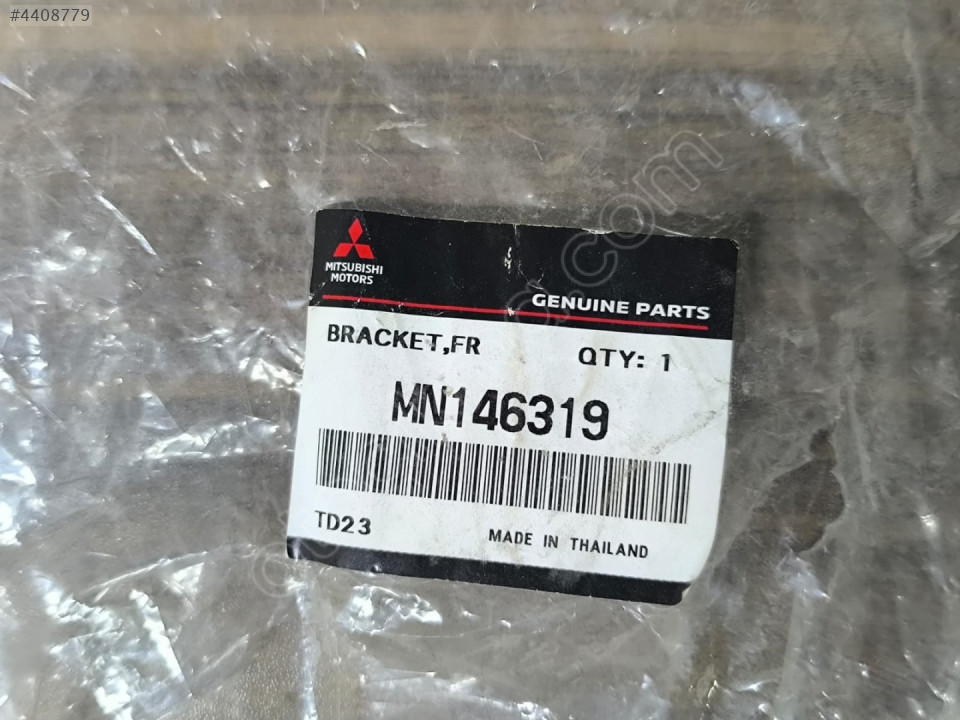 #4408779
MITSUBISHI
MOTORS
GENUINE PARTS
BRACKET,FR
QTY: 1
MN146319
TD23
MADE IN THAILAND